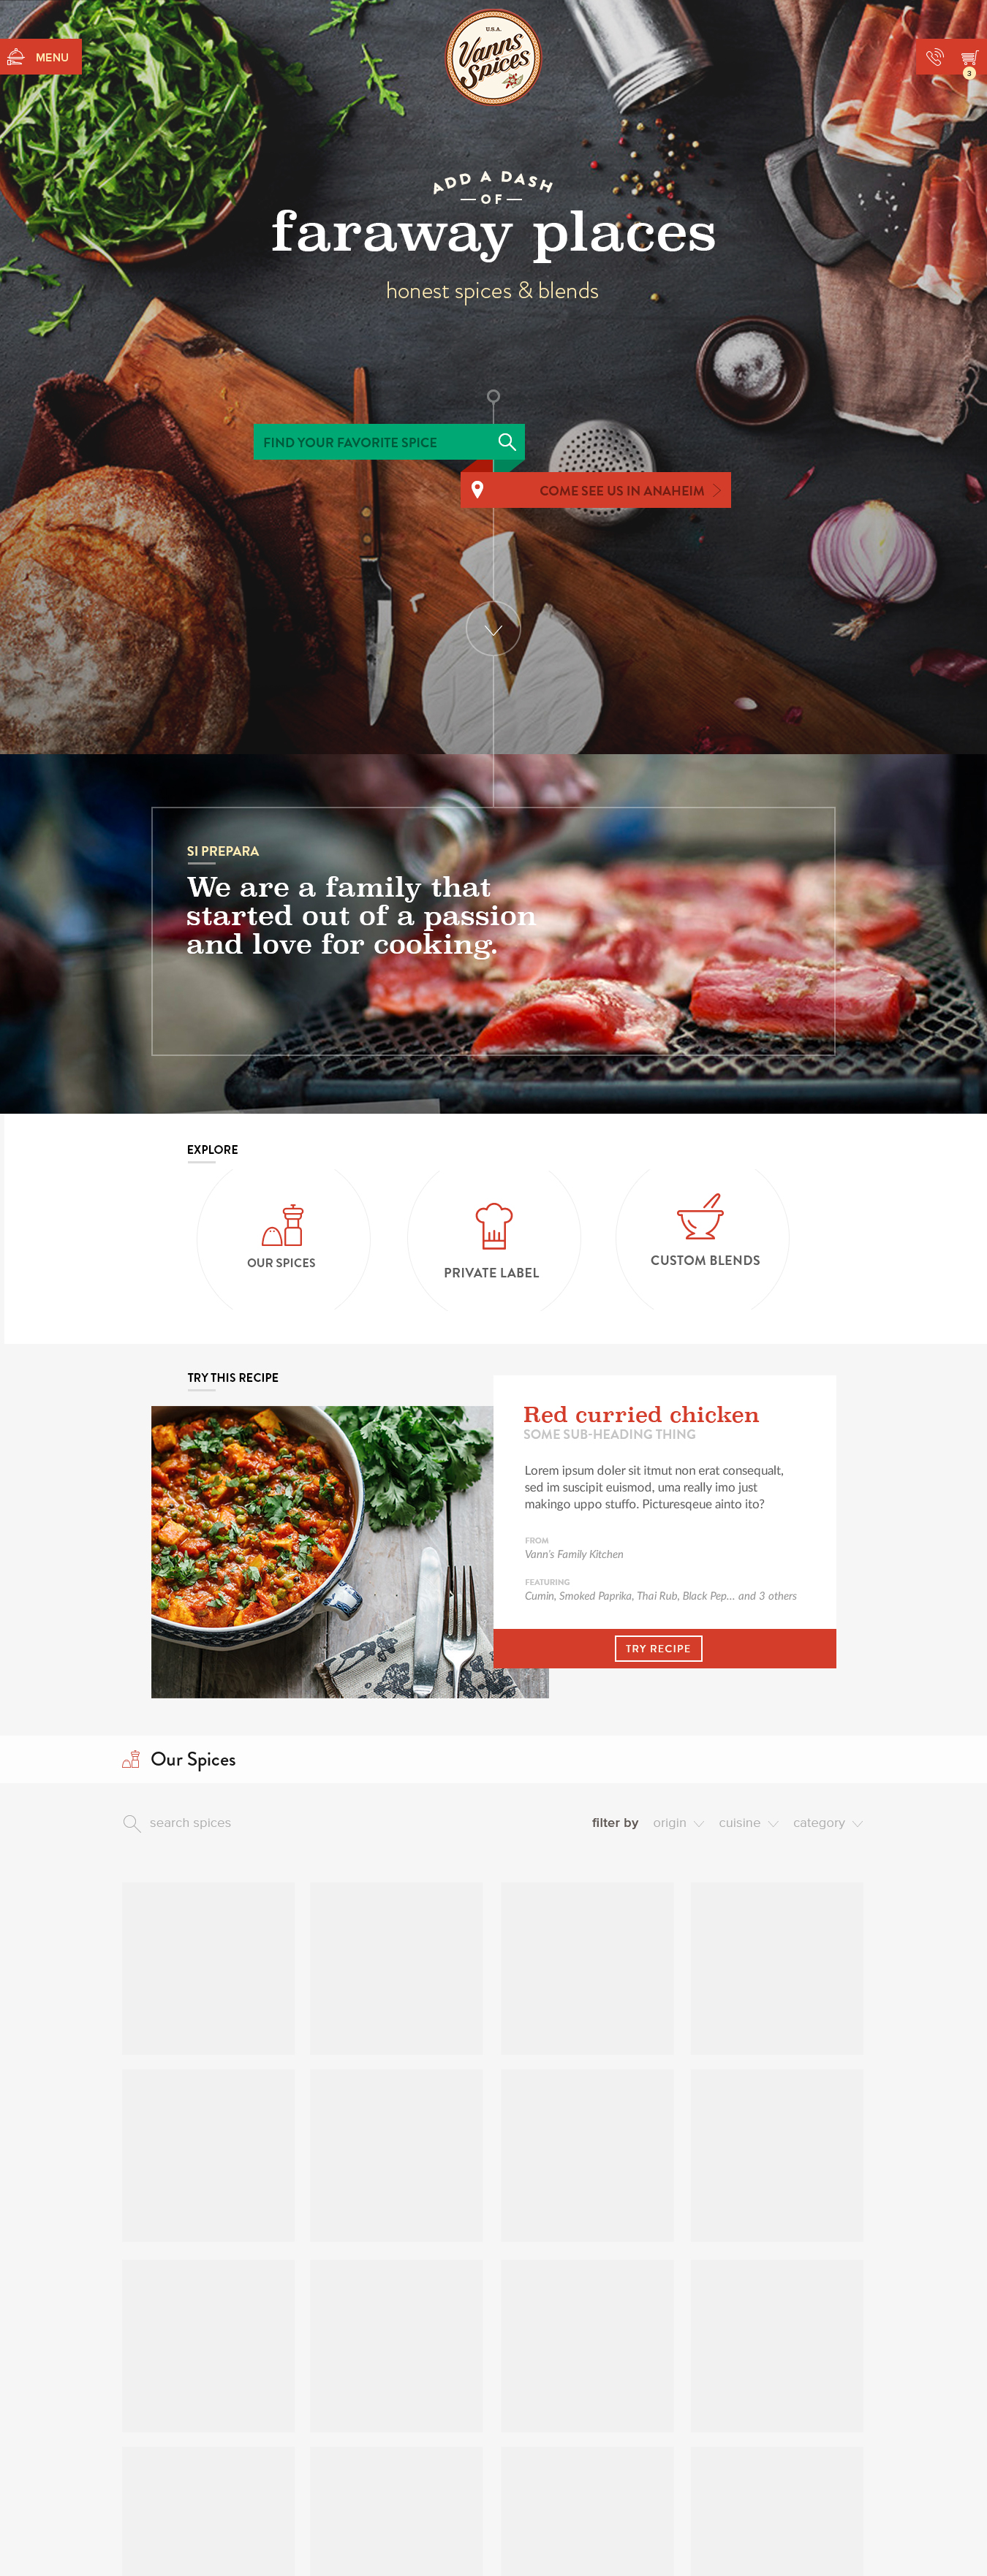 MENU
U.S.A.
Vanns
Spices
3
ADD A DASH
OF
faraway places
honest spices & blends
FIND YOUR FAVORITE SPICE
COME SEE US IN ANAHEIM
SI PREPARA
We are a family that
started out of a passion
and love for cooking.
EXPLORE
OUR SPICES
PRIVATE LABEL
CUSTOM BLENDS
TRY THIS RECIPE
Red curried chicken
SOME SUB-HEADING THING
Lorem ipsum doler sit itmut non erat consequalt,
sed im suscipit euismod, uma really imo just
makingo uppo stuffo. Picturesqeue ainto ito?
FROM
Vann's Family Kitchen
FEATURING
Cumin, Smoked Paprika, Thai Rub, Black Pep... and 3 others
TRY RECIPE
Our Spices
search spices
filter by origin cuisine category